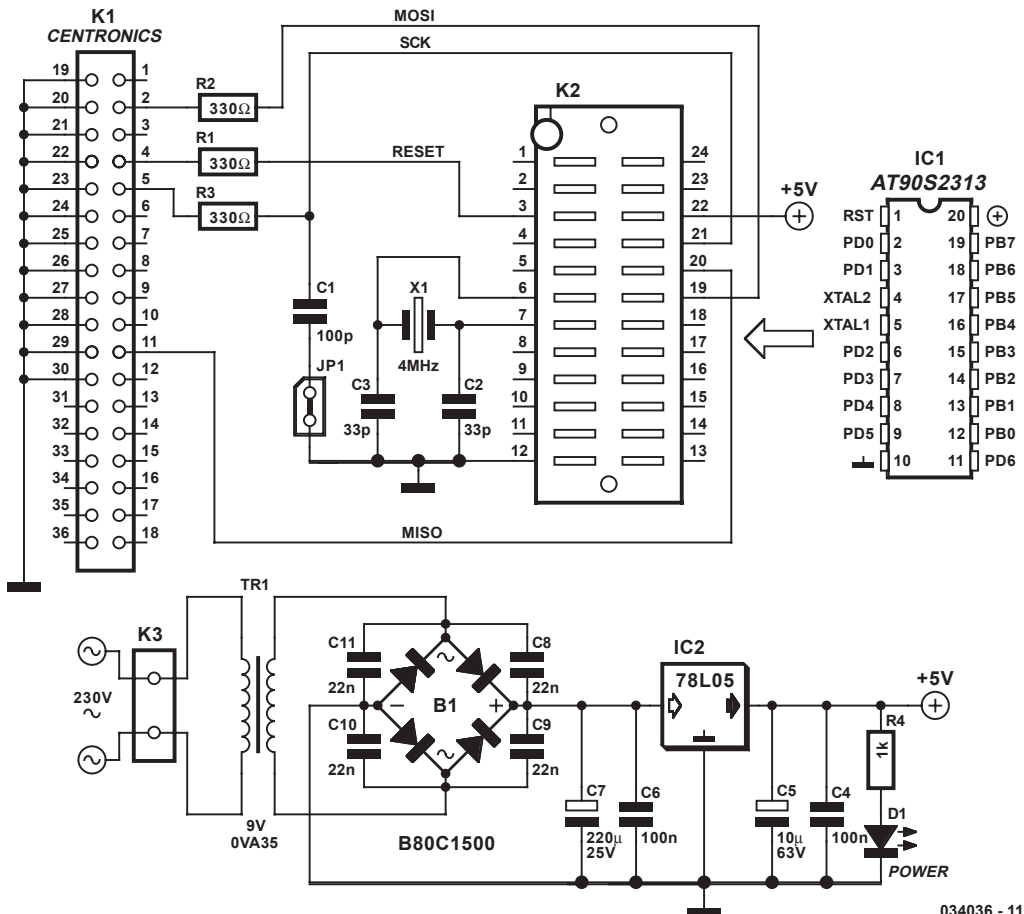 K1
CENTRONICS
MOSI
SCK
19 1
20 2
21 3
22 4
23 5
24 6
25 7
26 8
27 9
28 10
29 11
30 12
31 13
32 14
33 15
34 16
35 17
36 18
R2
330Ω
R1
330Ω
R3
330Ω
RESET
C1
100p
JP1
X1
4MHz
C3
33p
C2
33p
MISO
K2
1 24
2 23
3 22
4 21
5 20
6 19
7 18
8 17
9 16
10 15
11 14
12 13
+5V
IC1
AT90S2313
RST 1 20
PD0 2 19 PB7
PD1 3 18 PB6
XTAL2 4 17 PB5
XTAL1 5 16 PB4
PD2 6 15 PB3
PD3 7 14 PB2
PD4 8 13 PB1
PD5 9 12 PB0
10 11 PD6
K3
230V
~
TR1
9V
0VA35
C11
22n
C10
22n
C8
22n
C9
22n
~
− B1 +
~
B80C1500
C7
220µ
25V
C6
100n
IC2
78L05
C5
10µ
63V
C4
100n
+5V
R4
1k
D1
POWER
034036 - 11